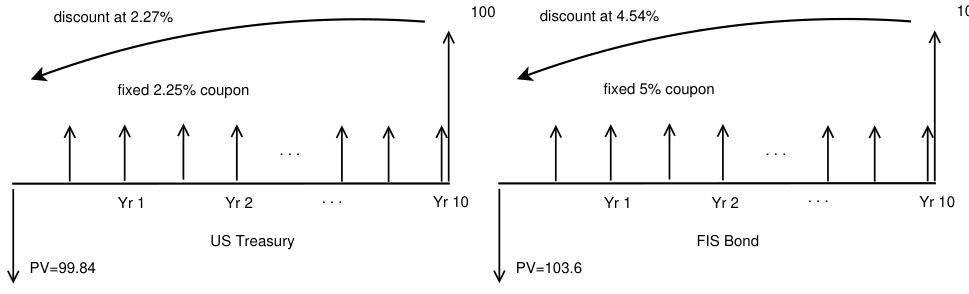 discount at 2.27%
100
fixed 2.25% coupon
. . .
Yr 1
Yr 2
. . .
Yr 10
US Treasury
PV=99.84
discount at 4.54%
fixed 5% coupon
. . .
Yr 1
Yr 2
. . .
Yr 10
FIS Bond
PV=103.6